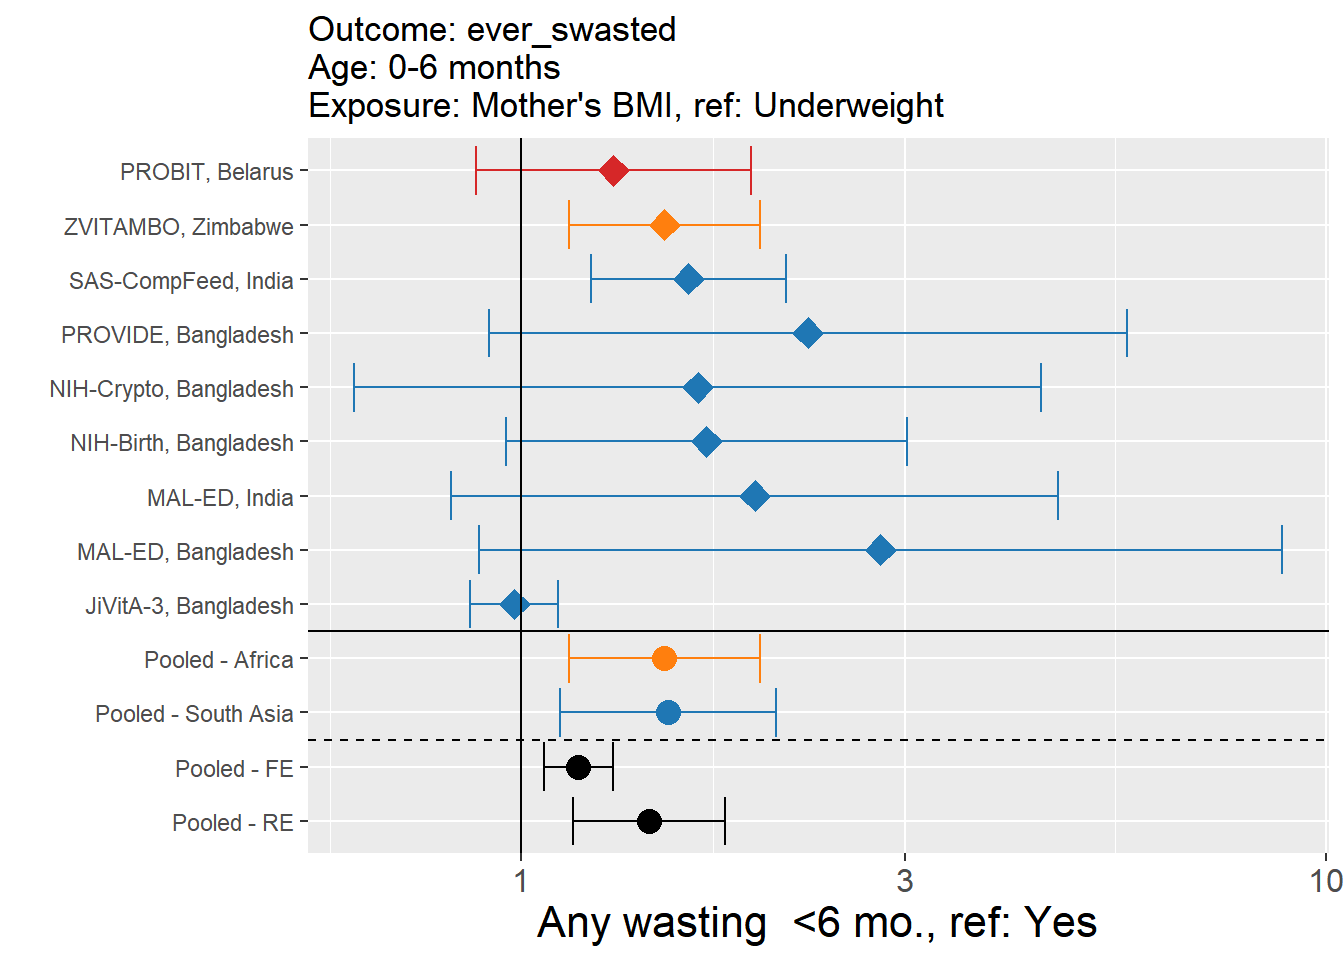 Outcome: ever_swasted
Age: 0-6 months
Exposure: Mother's BMI, ref: Underweight
PROBIT, Belarus
ZVITAMBO, Zimbabwe
SAS-CompFeed, India
PROVIDE, Bangladesh
NIH-Crypto, Bangladesh
NIH-Birth, Bangladesh
MAL-ED, India
MAL-ED, Bangladesh
JiVitA-3, Bangladesh
Pooled - Africa
Pooled - South Asia
Pooled - FE
Pooled - RE
1 3 10
Any wasting  <6 mo., ref: Yes